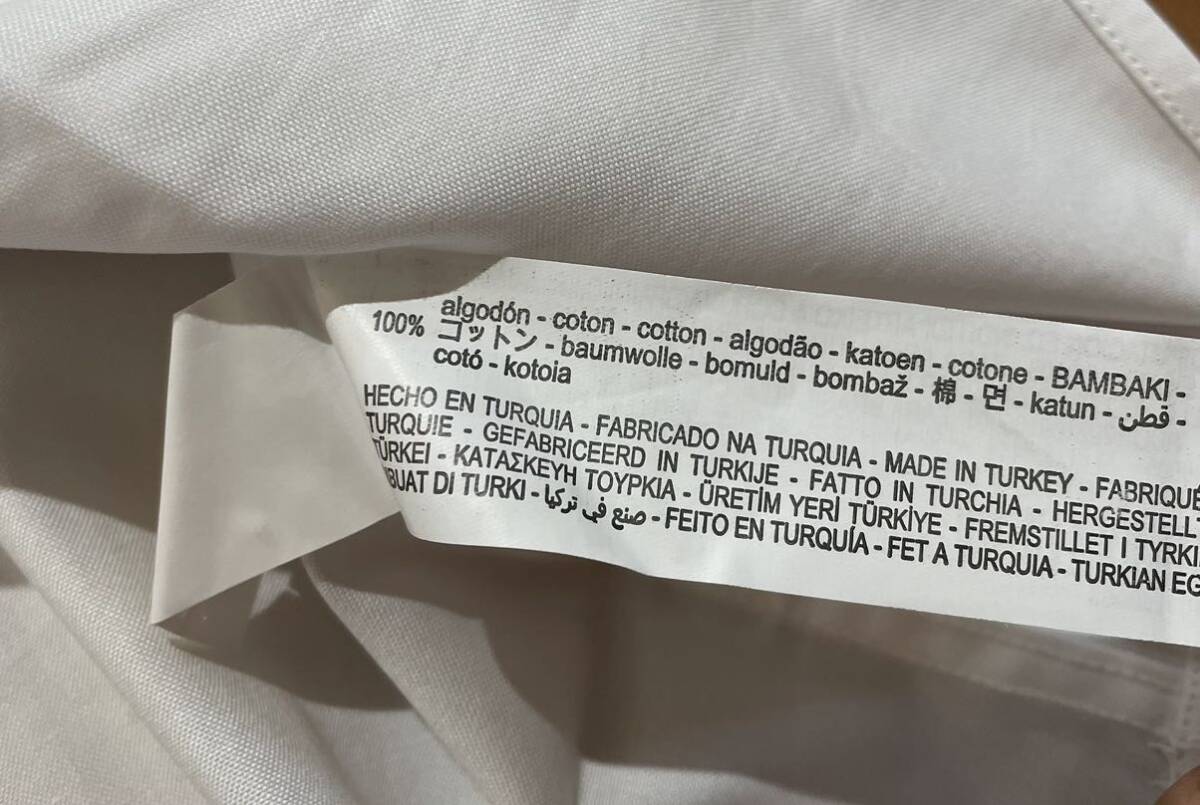 100% algodón - coton - cotton - algodão - katoen - cotone - BAMBAKI -
コットン - baumwolle - bomuld - bombaž - 棉 - 면 - katun - قطن -
cotó - kotoia
HECHO EN TURQUIA - FABRICADO NA TURQUIA - MADE IN TURKEY - FABRIQUÉ
TURQUIE - GEFABRICEERD IN TURKIJE - FATTO IN TURCHIA - HERGESTELLT
TÜRKEI - ΚΑΤΑΣΚΕΥΗ ΤΟΥΡΚΙΑ - ÜRETİM YERİ TÜRKİYE - FREMSTILLET I TYRKI
BUAT DI TURKI - صنع في تركيا - FEITO EN TURQUÍA - FET A TURQUIA - TURKIAN EG